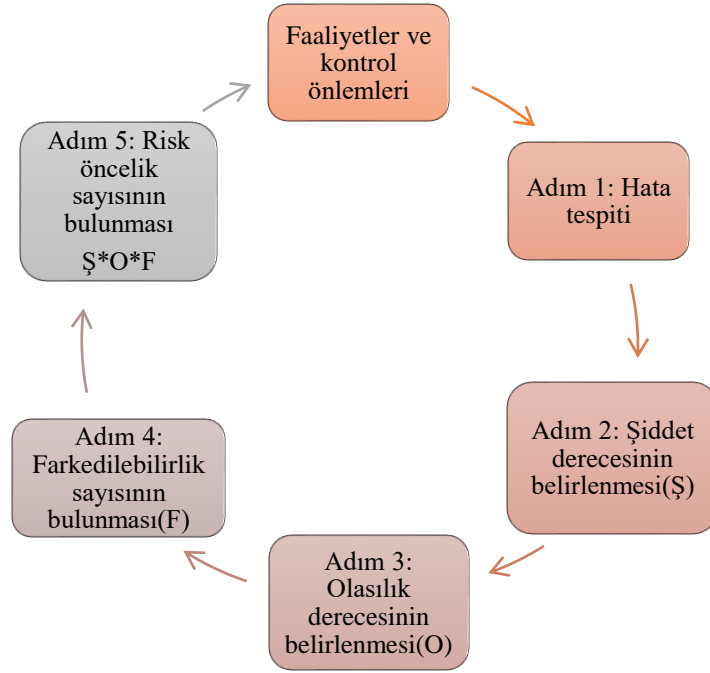 Faaliyetler ve
kontrol
önlemleri
Adım 1: Hata
tespiti
Adım 2: Şiddet
derecesinin
belirlenmesi(Ş)
Adım 3:
Olasılık
derecesinin
belirlenmesi(O)
Adım 4:
Farkedilebilirlik
sayısının
bulunması(F)
Adım 5: Risk
öncelik
sayısının
bulunması
Ş*O*F